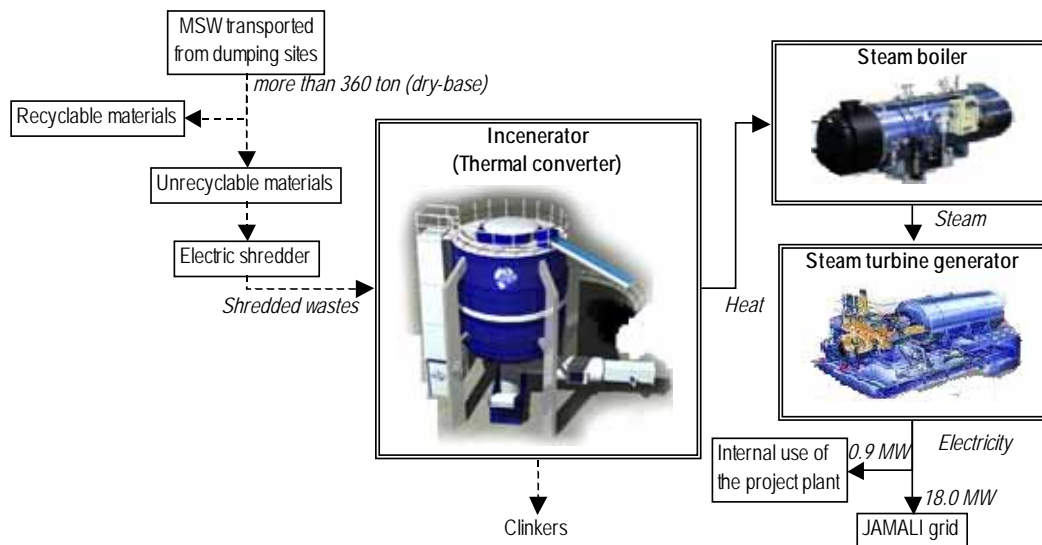 MSW transported
from dumping sites
more than 360 ton (dry-base)
Recyclable materials
Unrecyclable materials
Electric shredder
Shredded wastes
Incenerator
(Thermal converter)
Clinkers
Heat
Steam boiler
Steam
Steam turbine generator
Electricity
Internal use of
the project plant
0.9 MW
18.0 MW
JAMALI grid